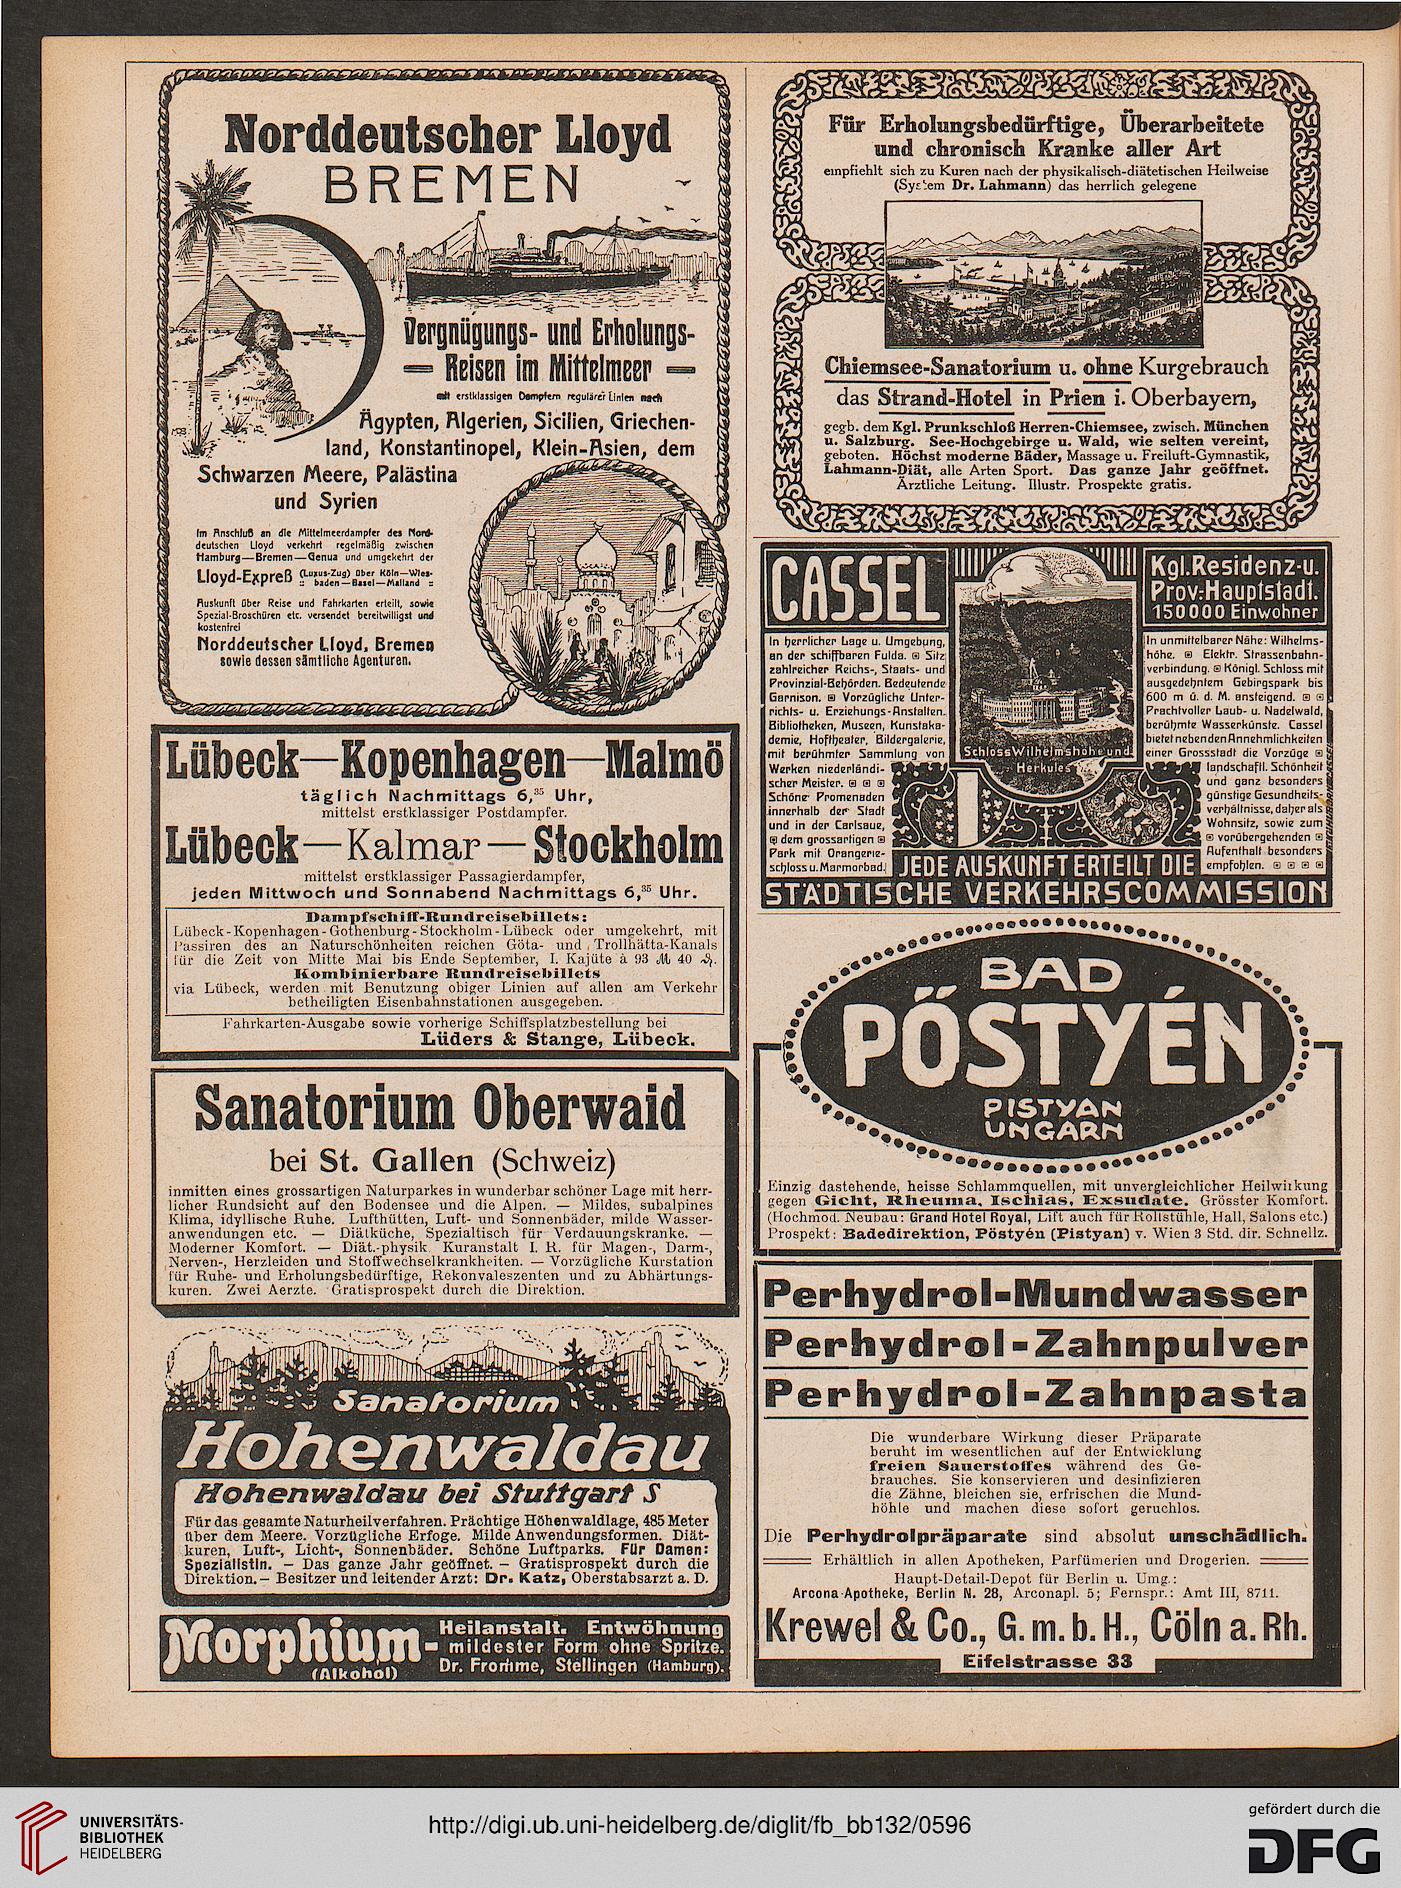 Norddeutscher Lloyd
BREMEN
Vergnügungs- und Erholungs-
— Reisen im Mittelmeer —
mit erstklassigen Dampfern regulärer Linien nach
Ägypten, Algerien, Sicilien, Griechen-
land, Konstantinopel, Klein-Asien, dem
Schwarzen Meere, Palästina
und Syrien
Im Anschluß an die Mittelmeerdampfer des Nord-
deutschen Lloyd verkehrt regelmäßig zwischen
Hamburg—Bremen—Genua und umgekehrt der
Lloyd-Expreß (Luxus-Zug) über Köln—Wies-
:: baden—Basel—Mailand ::
Auskunft über Reise und Fahrkarten erteilt, sowie
Spezial-Broschüren etc. versendet bereitwilligst und
kostenfrei
Norddeutscher Lloyd, Bremen
sowie dessen sämtliche Agenturen.
Lübeck—Kopenhagen—Malmö
täglich Nachmittags 6,35 Uhr,
mittelst erstklassiger Postdampfer.
Lübeck—Kalmar—Stockholm
mittelst erstklassiger Passagierdampfer,
jeden Mittwoch und Sonnabend Nachmittags 6,35 Uhr.
Dampfschiff-Rundreisebillets:
Lübeck-Kopenhagen-Gothenburg-Stockholm-Lübeck oder umgekehrt, mit
Passiren des an Naturschönheiten reichen Göta- und Trollhätta-Kanals
für die Zeit von Mitte Mai bis Ende September, I. Kajüte à 93 ℳ 40 ₰.
Kombinierbare Rundreisebillets
via Lübeck, werden mit Benutzung obiger Linien auf allen am Verkehr
betheiligten Eisenbahnstationen ausgegeben.
Fahrkarten-Ausgabe sowie vorherige Schiffsplatzbestellung bei
Lüders & Stange, Lübeck.
Sanatorium Oberwaid
bei St. Gallen (Schweiz)
inmitten eines grossartigen Naturparkes in wunderbar schöner Lage mit herr-
licher Rundsicht auf den Bodensee und die Alpen. — Mildes, subalpines
Klima, idyllische Ruhe. Lufthütten, Luft- und Sonnenbäder, milde Wasser-
anwendungen etc. — Diätküche, Spezialtisch für Verdauungskranke. —
Moderner Komfort. — Diät.-physik. Kuranstalt I. R. für Magen-, Darm-,
Nerven-, Herzleiden und Stoffwechselkrankheiten. — Vorzügliche Kurstation
für Ruhe- und Erholungsbedürftige, Rekonvaleszenten und zu Abhärtungs-
kuren. Zwei Aerzte. Gratisprospekt durch die Direktion.
Sanatorium
Hohenwaldau
Hohenwaldau bei Stuttgart S
Für das gesamte Naturheilverfahren. Prächtige Höhenwaldlage, 485 Meter
über dem Meere. Vorzügliche Erfoge. Milde Anwendungsformen. Diät-
kuren, Luft-, Licht-, Sonnenbäder. Schöne Luftparks. Für Damen:
Spezialistin. — Das ganze Jahr geöffnet. — Gratisprospekt durch die
Direktion.— Besitzer und leitender Arzt: Dr. Katz, Oberstabsarzt a. D.
Morphium-
(Alkohol)
Heilanstalt. Entwöhnung
mildester Form ohne Spritze.
Dr. Fromme, Stellingen (Hamburg).
Für Erholungsbedürftige, Überarbeitete
und chronisch Kranke aller Art
empfiehlt sich zu Kuren nach der physikalisch-diätetischen Heilweise
(System Dr. Lahmann) das herrlich gelegene
Chiemsee-Sanatorium u. ohne Kurgebrauch
das Strand-Hotel in Prien i. Oberbayern,
gegb. dem Kgl. Prunkschloß Herren-Chiemsee, zwisch. München
u. Salzburg. See-Hochgebirge u. Wald, wie selten vereint,
geboten. Höchst moderne Bäder, Massage u. Freiluft-Gymnastik,
Lahmann-Diät, alle Arten Sport. Das ganze Jahr geöffnet.
Ärztliche Leitung. Illustr. Prospekte gratis.
CASSEL
In herrlicher Lage u. Umgebung,
an der schiffbaren Fulda. Sitz
zahlreicher Reichs-, Staats- und
Provinzial-Behörden. Bedeutende
Garnison. Vorzügliche Unter-
richts- u. Erziehungs-Anstalten.
Bibliotheken, Museen, Kunstaka-
demie, Hoftheater, Bildergalerie,
mit berühmter Sammlung von
Werken niederländi-
scher Meister.
Schöne Promenaden
innerhalb der Stadt
und in der Carlsaue,
dem grossartigen
Park mit Orangerie-
schloss u. Marmorbad.
Schloss Wilhelmshöhe und
Herkules
Kgl. Residenz-u.
Prov.-Hauptstadt.
150000 Einwohner
In unmittelbarer Nähe: Wilhelms-
höhe. Elektr. Strassenbahn-
verbindung. Königl. Schloss mit
ausgedehntem Gebirgspark bis
600 m ü. d. M. ansteigend.
Prachtvoller Laub- u. Nadelwald,
berühmte Wasserkünste. Cassel
bietet neben den Annehmlichkeiten
einer Grossstadt die Vorzüge
landschaftl. Schönheit
und ganz besonders
günstige Gesundheits-
verhältnisse, daher als
Wohnsitz, sowie zum
vorübergehenden
Aufenthalt besonders
empfohlen.
JEDE AUSKUNFT ERTEILT DIE
STÄDTISCHE VERKEHRSCOMMISSION
BAD
PÖSTYÉN
PISTYAN
UNGARN
Einzig dastehende, heisse Schlammquellen, mit unvergleichlicher Heilwirkung
gegen Gicht, Rheuma, Ischias, Exsudate. Grösster Komfort.
(Hochmod. Neubau: Grand Hotel Royal, Lift auch für Rollstühle, Hall, Salons etc.)
Prospekt: Badedirektion, Pöstyén (Pistyan) v. Wien 3 Std. dir. Schnellz.
Perhydrol-Mundwasser
Perhydrol-Zahnpulver
Perhydrol-Zahnpasta
Die wunderbare Wirkung dieser Präparate
beruht im wesentlichen auf der Entwicklung
freien Sauerstoffes während des Ge-
brauches. Sie konservieren und desinfizieren
die Zähne, bleichen sie, erfrischen die Mund-
höhle und machen diese sofort geruchlos.
Die Perhydrolpräparate sind absolut unschädlich.
Erhältlich in allen Apotheken, Parfümerien und Drogerien.
Haupt-Detail-Depot für Berlin u. Umg.:
Arcona-Apotheke, Berlin N. 28, Arconapl. 5; Fernspr.: Amt III, 8711.
Krewel & Co., G. m. b. H., Cöln a. Rh.
Eifelstrasse 33
UNIVERSITÄTS-
BIBLIOTHEK
HEIDELBERG
http://digi.ub.uni-heidelberg.de/diglit/fb_bb132/0596
gefördert durch die
DFG